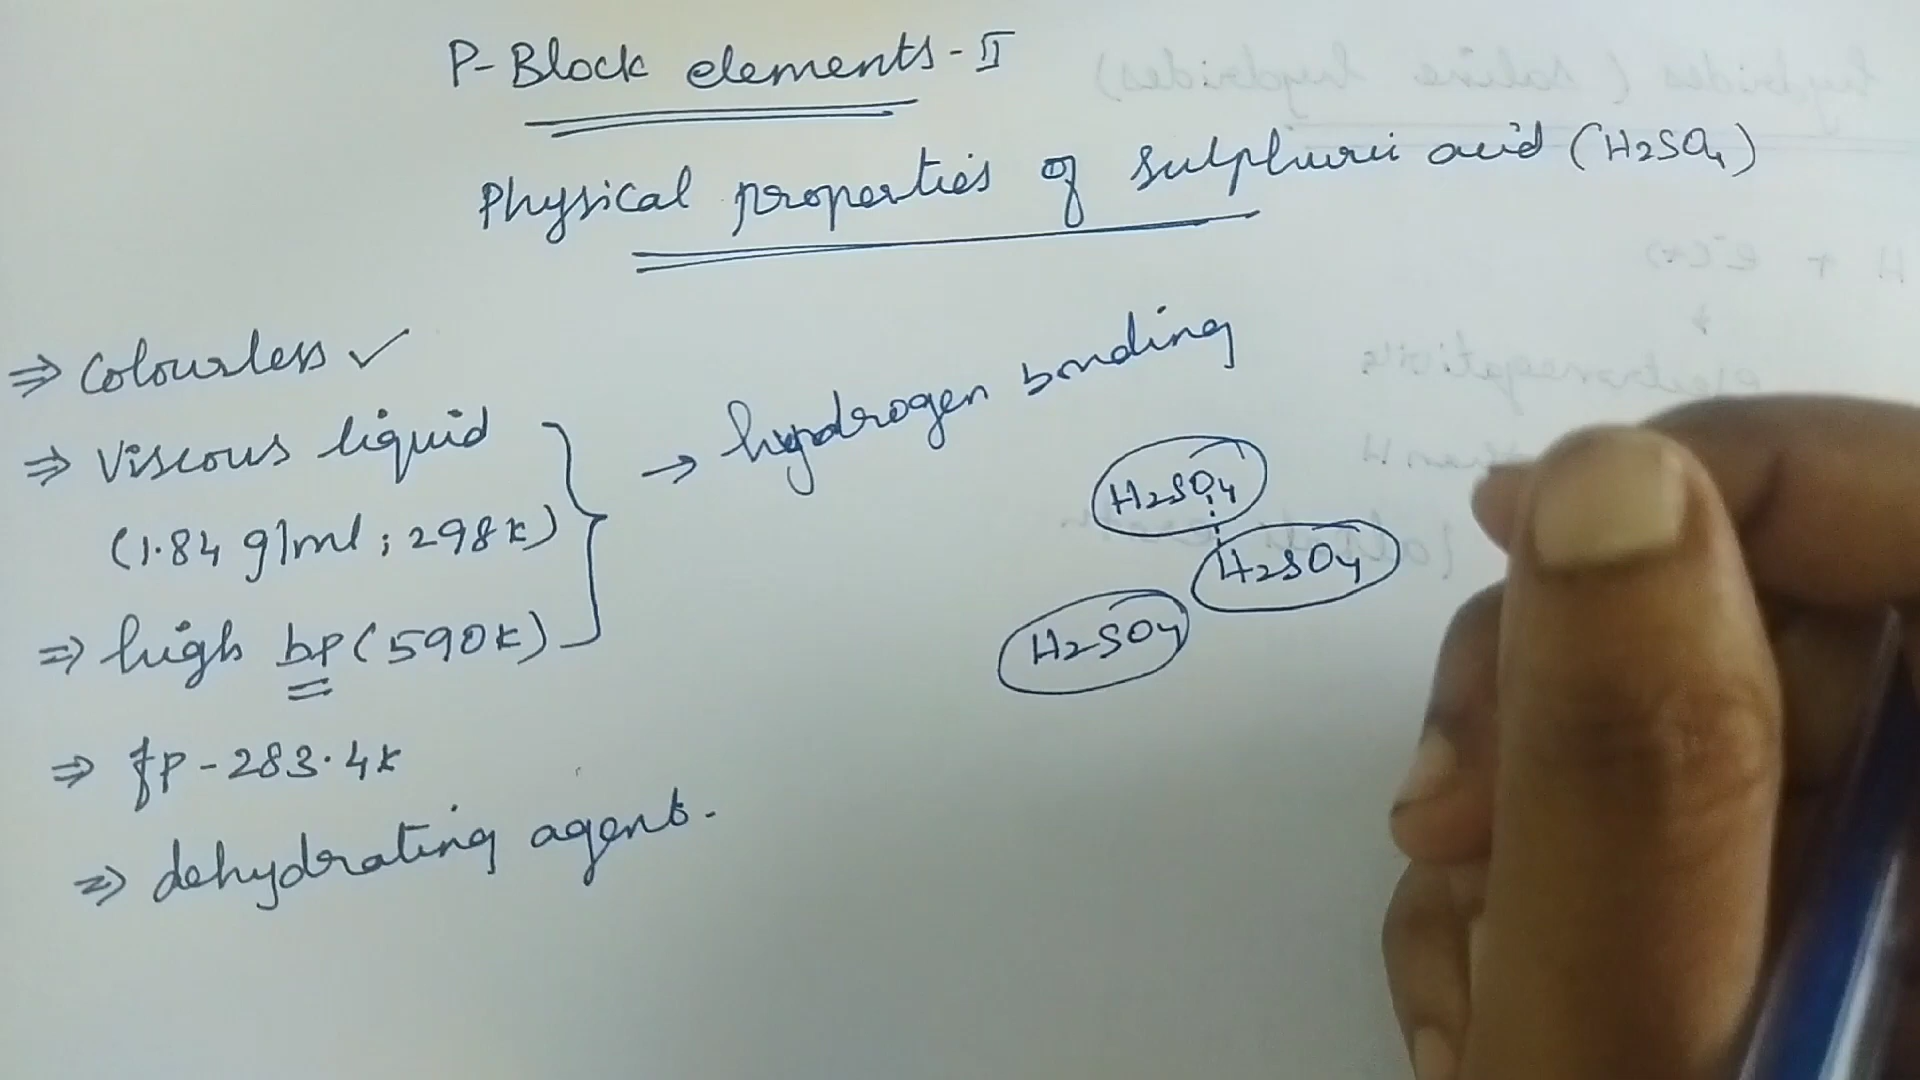 P-Block elements-II
Physical properties of sulphuric acid (H2SO4)
⇒ Colourless ✓
⇒ Viscous liquid
(1.84 g/ml ; 298k)
→ hydrogen bonding
H2SO4
H2SO4
H2SO4
⇒ high bp (590k)
⇒ fp - 283.4k
⇒ dehydrating agent.